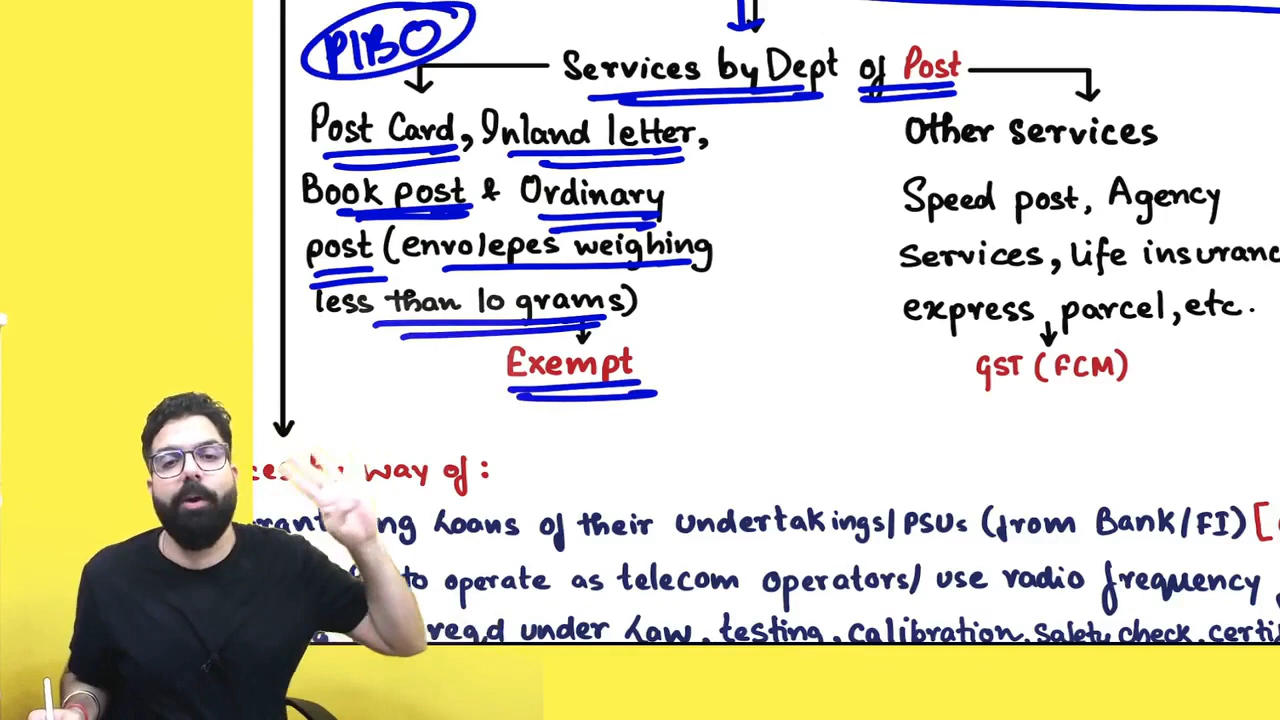 PIBO
Services by Dept of Post
Post Card, Inland letter,
Book post & Ordinary
post (envolepes weighing
less than 10 grams)
Exempt
Other services
Speed post, Agency
Services, life insuranc
express parcel, etc.
GST (FCM)
way of:
loans of their undertakings/PSUs (from Bank/FI) [
to operate as telecom operators/ use radio frequency
reqd under law, testing, calibration, safety check, certi